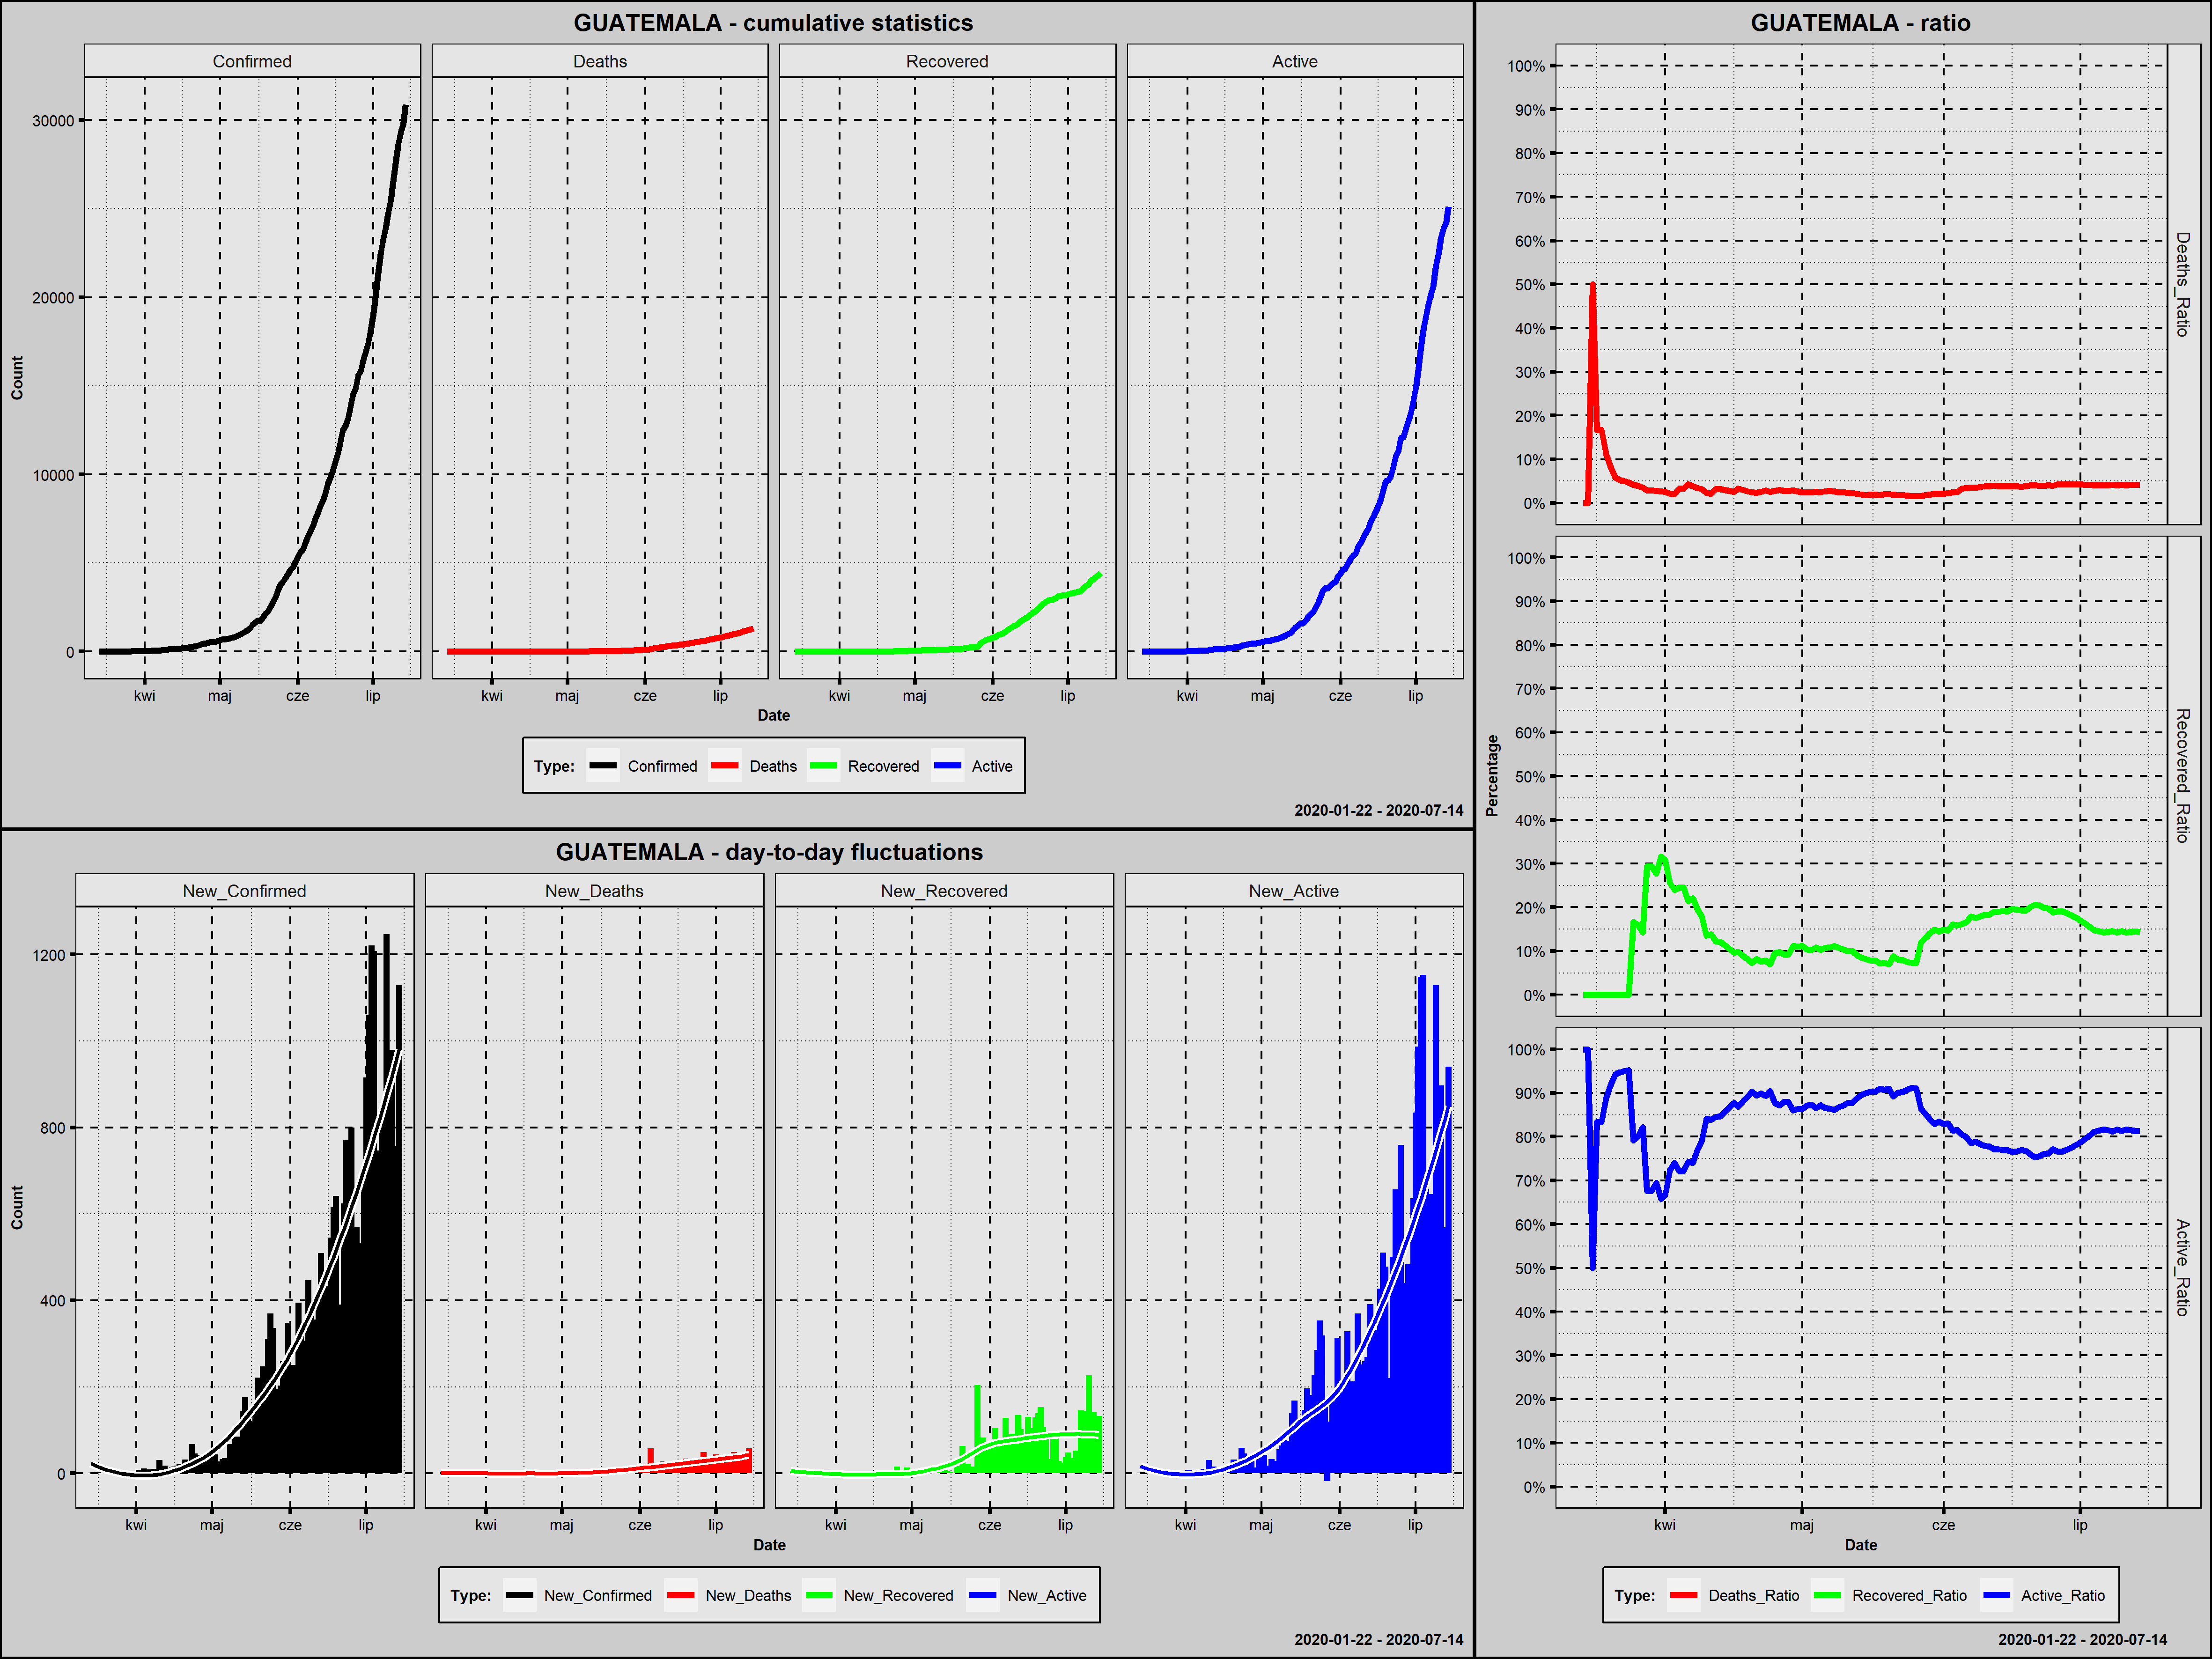 GUATEMALA - cumulative statistics
Confirmed Deaths Recovered Active
30000
20000
10000
0
Count
kwi maj cze lip kwi maj cze lip kwi maj cze lip kwi maj cze lip
Date
Type: Confirmed Deaths Recovered Active
2020-01-22 - 2020-07-14
GUATEMALA - day-to-day fluctuations
New_Confirmed New_Deaths New_Recovered New_Active
1200
800
400
0
Count
kwi maj cze lip kwi maj cze lip kwi maj cze lip kwi maj cze lip
Date
Type: New_Confirmed New_Deaths New_Recovered New_Active
2020-01-22 - 2020-07-14
GUATEMALA - ratio
100%
90%
80%
70%
60%
50%
40%
30%
20%
10%
0%
Deaths_Ratio
100%
90%
80%
70%
60%
50%
40%
30%
20%
10%
0%
Recovered_Ratio
Percentage
100%
90%
80%
70%
60%
50%
40%
30%
20%
10%
0%
Active_Ratio
kwi maj cze lip
Date
Type: Deaths_Ratio Recovered_Ratio Active_Ratio
2020-01-22 - 2020-07-14